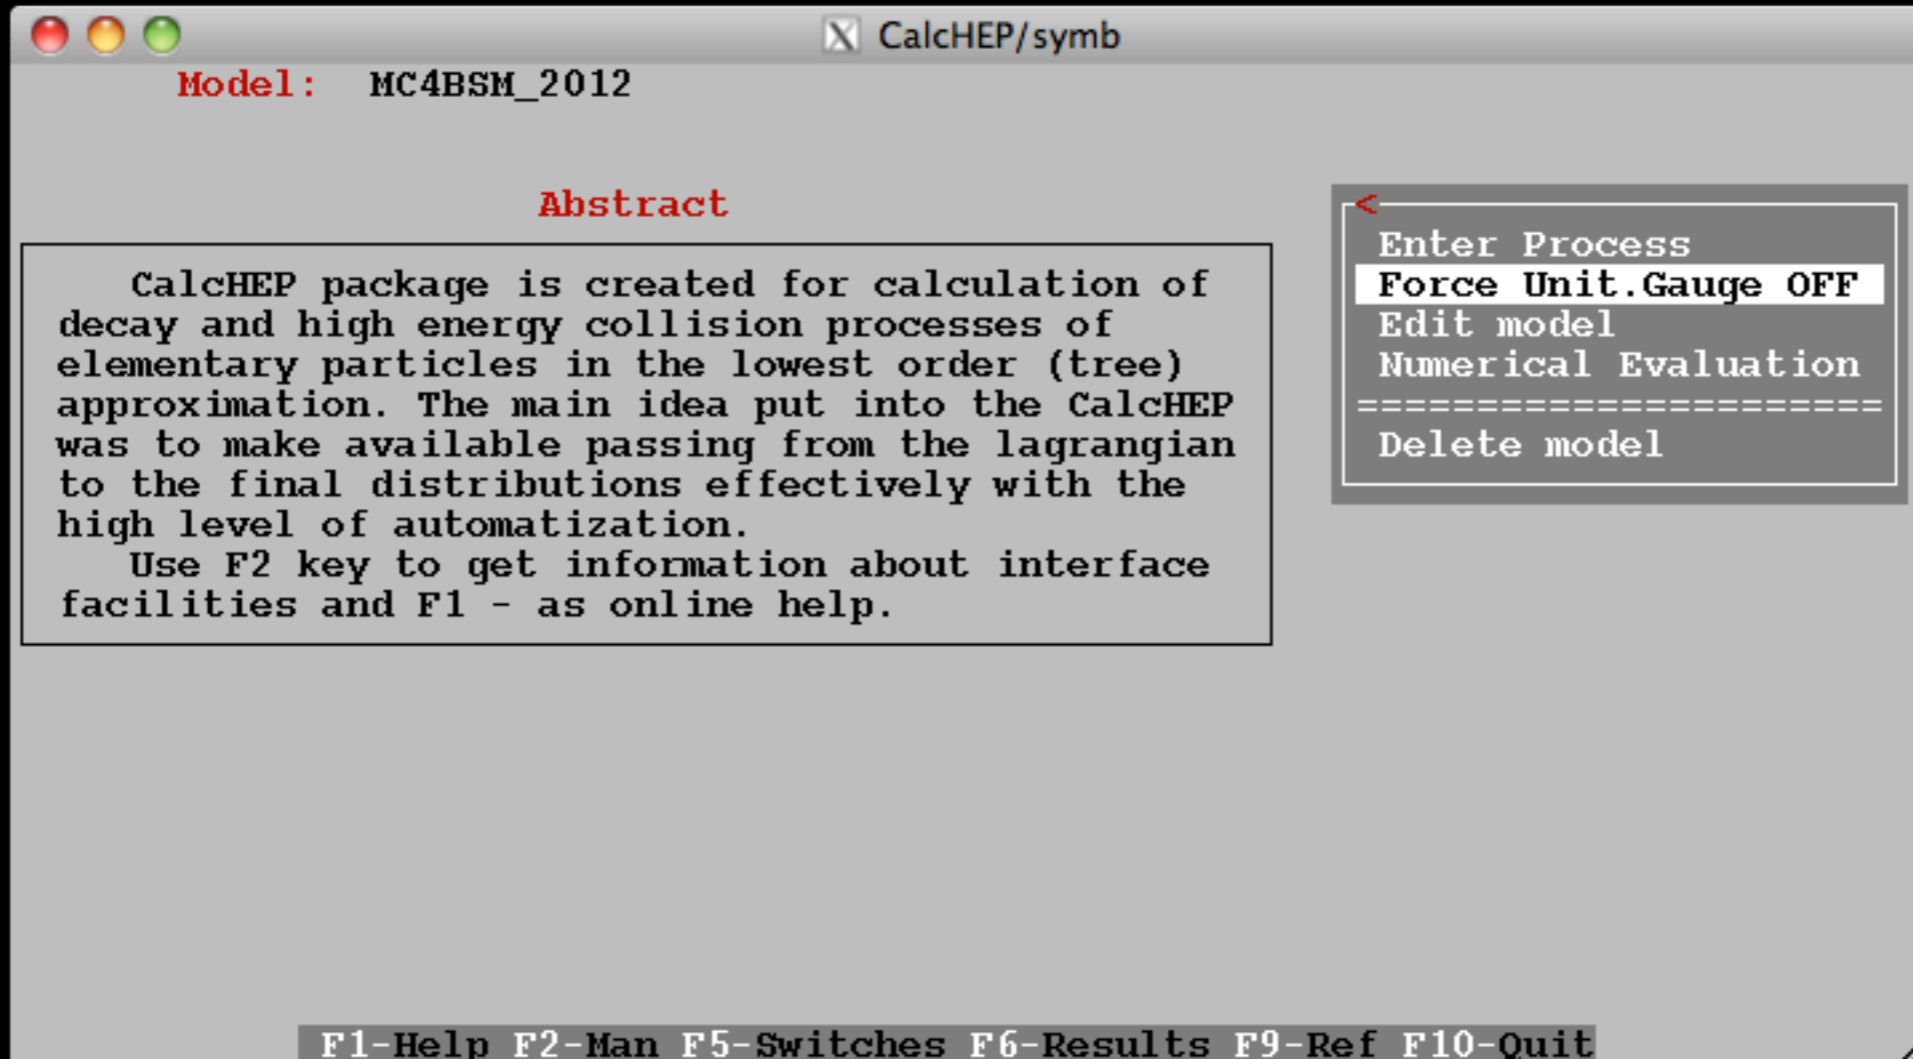 CalcHEP/symb
Model: MC4BSM_2012
Abstract
CalcHEP package is created for calculation of
decay and high energy collision processes of
elementary particles in the lowest order (tree)
approximation. The main idea put into the CalcHEP
was to make available passing from the lagrangian
to the final distributions effectively with the
high level of automatization.
Use F2 key to get information about interface
facilities and F1 - as online help.
<
Enter Process
Force Unit.Gauge OFF
Edit model
Numerical Evaluation
======================
Delete model
F1-Help F2-Man F5-Switches F6-Results F9-Ref F10-Quit